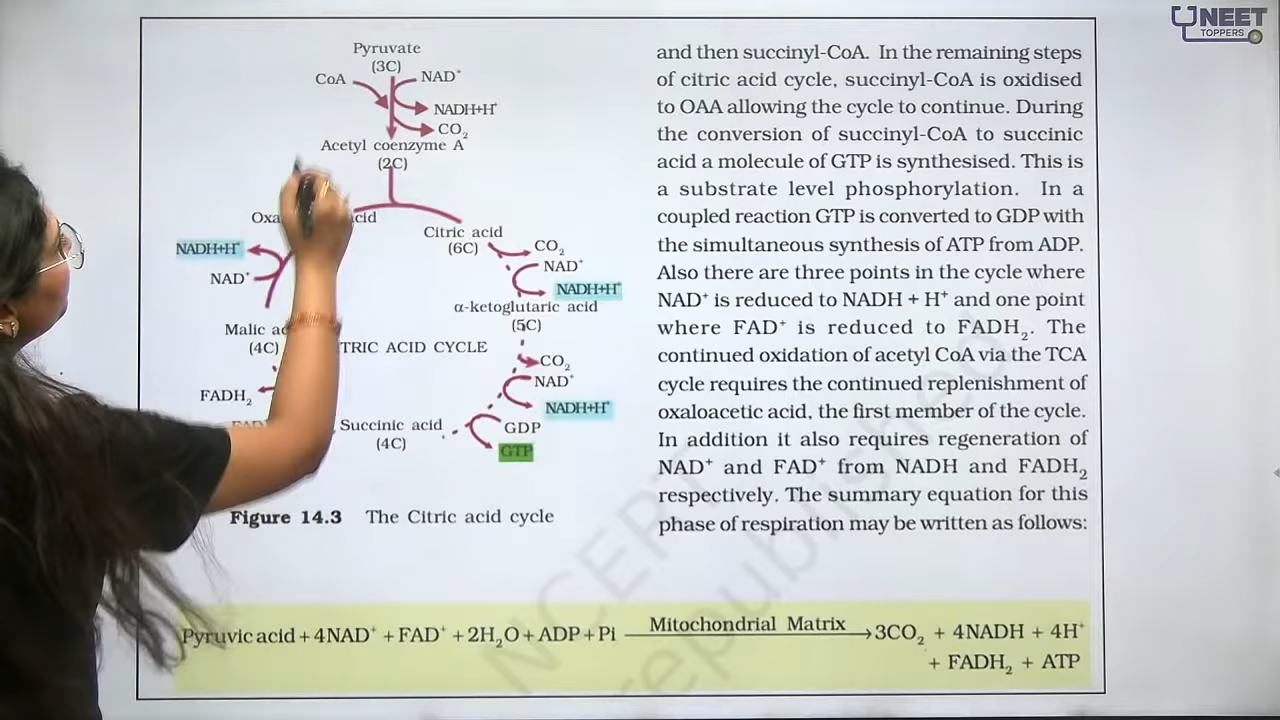 NEET
TOPPERS
Pyruvate
(3C)
CoA
NAD⁺
NADH+H⁺
CO₂
Acetyl coenzyme A
(2C)
acid
Citric acid
(6C)
CO₂
NAD⁺
NADH+H⁺
NADH+H⁺
NAD⁺
α-ketoglutaric acid
(5C)
Malic
(4C)
TRIC ACID CYCLE
CO₂
NAD⁺
NADH+H⁺
FADH₂
Succinic acid
(4C)
GDP
GTP
Figure 14.3 The Citric acid cycle
and then succinyl-CoA. In the remaining steps
of citric acid cycle, succinyl-CoA is oxidised
to OAA allowing the cycle to continue. During
the conversion of succinyl-CoA to succinic
acid a molecule of GTP is synthesised. This is
a substrate level phosphorylation. In a
coupled reaction GTP is converted to GDP with
the simultaneous synthesis of ATP from ADP.
Also there are three points in the cycle where
NAD⁺ is reduced to NADH + H⁺ and one point
where FAD⁺ is reduced to FADH₂. The
continued oxidation of acetyl CoA via the TCA
cycle requires the continued replenishment of
oxaloacetic acid, the first member of the cycle.
In addition it also requires regeneration of
NAD⁺ and FAD⁺ from NADH and FADH₂
respectively. The summary equation for this
phase of respiration may be written as follows:
Pyruvic acid + 4NAD⁺ + FAD⁺ + 2H₂O + ADP + Pi Mitochondrial Matrix → 3CO₂ + 4NADH + 4H⁺
+ FADH₂ + ATP
NCERT
republished